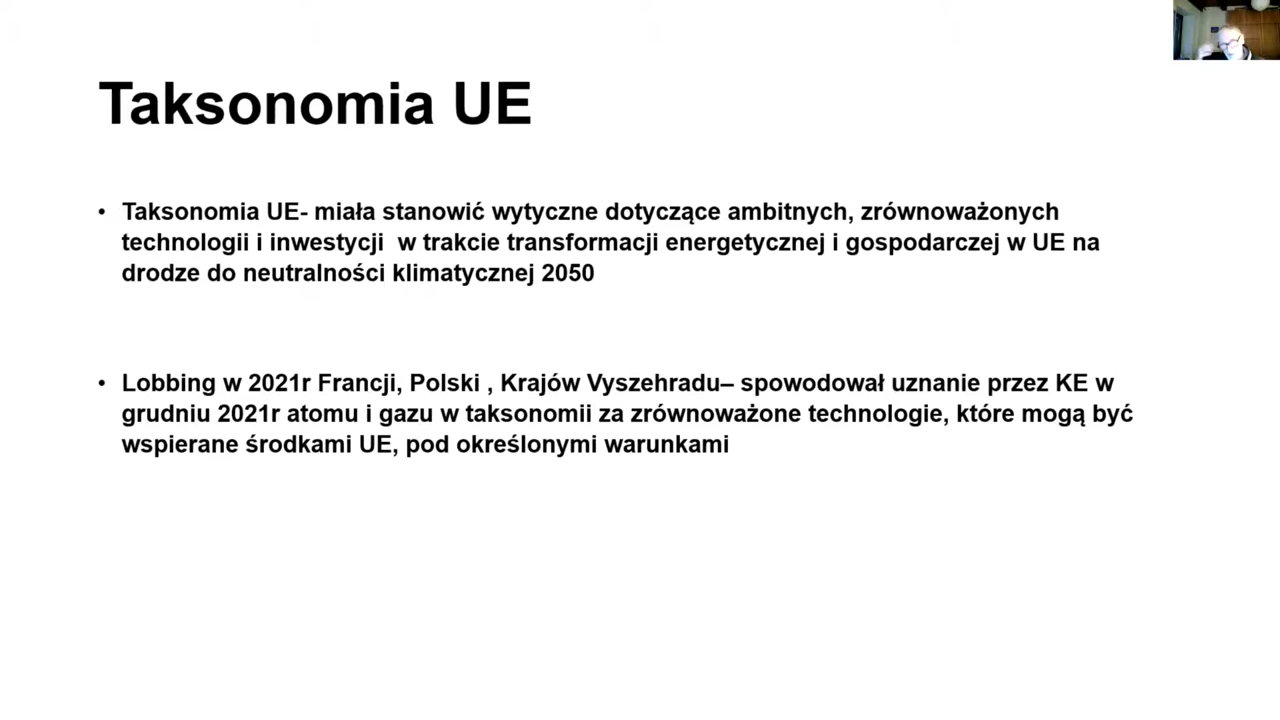 Taksonomia UE
• Taksonomia UE- miała stanowić wytyczne dotyczące ambitnych, zrównoważonych
technologii i inwestycji  w trakcie transformacji energetycznej i gospodarczej w UE na
drodze do neutralności klimatycznej 2050
• Lobbing w 2021r Francji, Polski , Krajów Vyszehradu– spowodował uznanie przez KE w
grudniu 2021r atomu i gazu w taksonomii za zrównoważone technologie, które mogą być
wspierane środkami UE, pod określonymi warunkami